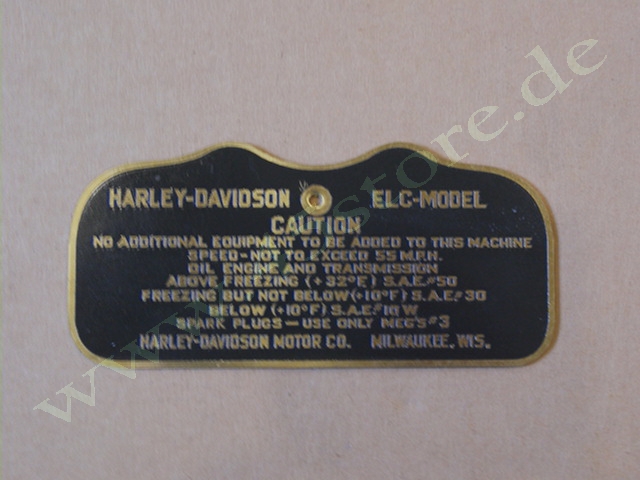 HARLEY-DAVIDSON ELC-MODEL
CAUTION
NO ADDITIONAL EQUIPMENT TO BE ADDED TO THIS MACHINE
SPEED-NOT TO EXCEED 55 M.P.H.
OIL ENGINE AND TRANSMISSION
ABOVE FREEZING (+32°F) S.A.E.#50
FREEZING BUT NOT BELOW (+10°F) S.A.E.#30
BELOW (+10°F) S.A.E.#10 W
SPARK PLUGS — USE ONLY MFG'S #3
HARLEY-DAVIDSON MOTOR CO. MILWAUKEE, WIS.